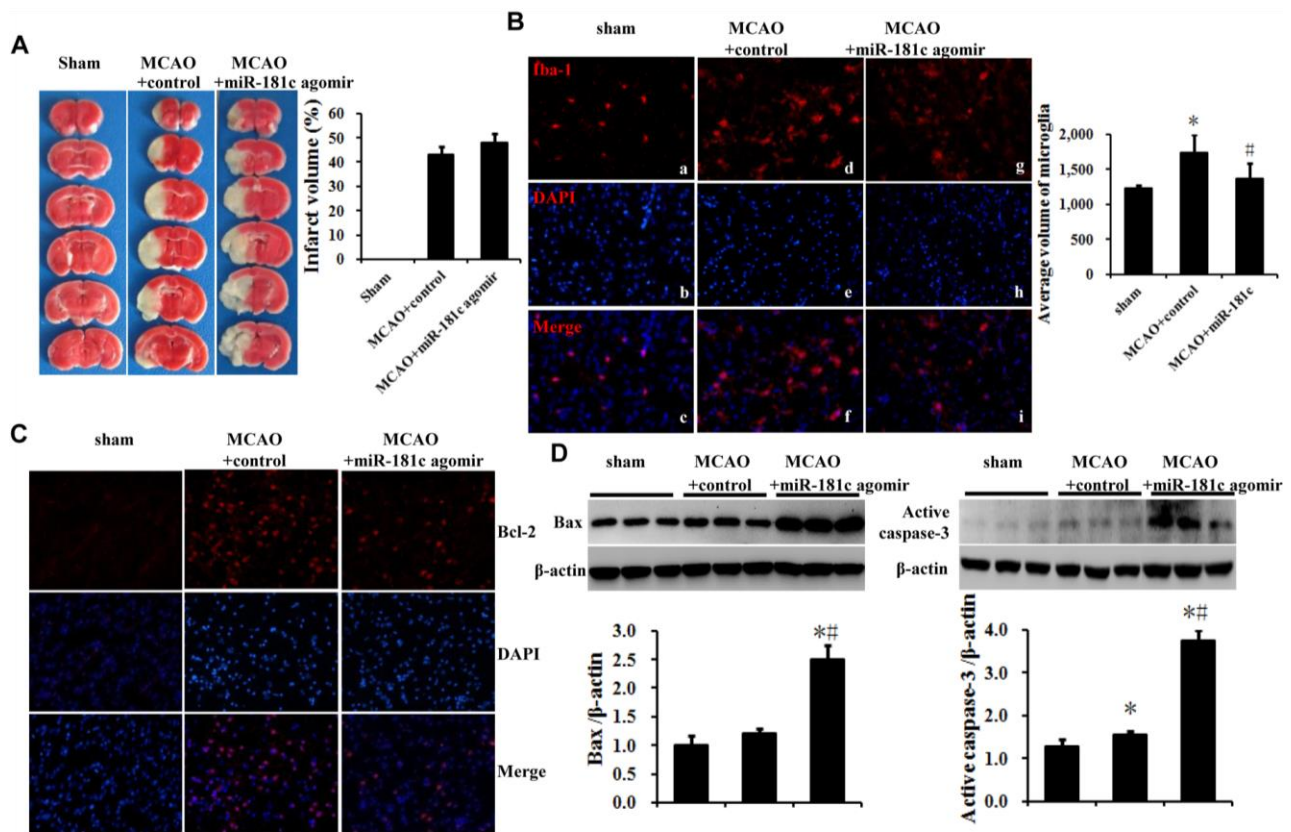 A
Sham
MCAO
+control
MCAO
+miR-181c agomir
Infarct volume (%)
60
50
40
30
20
10
0
Sham
MCAO+control
MCAO+miR-181c agomir
B
sham
MCAO
+control
MCAO
+miR-181c agomir
Iba-1
a
d
g
DAPI
b
e
h
Merge
c
f
i
Average volume of microglia
2,000
1,500
1,000
500
0
*
#
sham
MCAO+control
MCAO+miR-181c
C
sham
MCAO
+control
MCAO
+miR-181c agomir
Bcl-2
DAPI
Merge
D
sham
MCAO
+control
MCAO
+miR-181c agomir
Bax
β-actin
Bax /β-actin
3.0
2.5
2.0
1.5
1.0
0.5
0.0
*#
sham
MCAO
+control
MCAO
+miR-181c agomir
Active
caspase-3
β-actin
Active caspase-3 /β-actin
4.0
3.0
2.0
1.0
0.0
*
*#